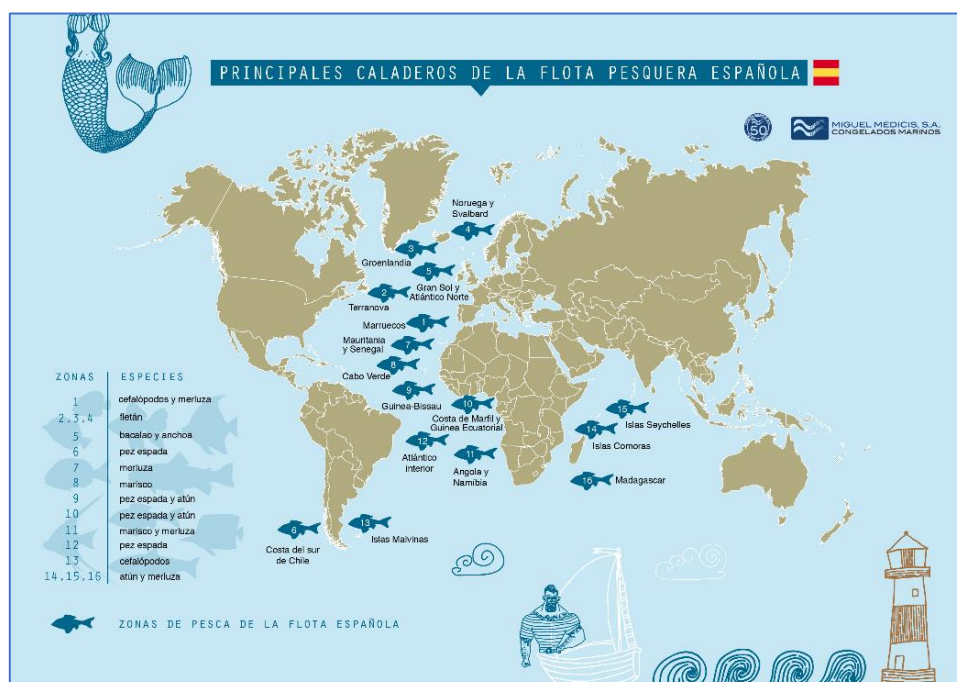 PRINCIPALES CALADEROS DE LA FLOTA PESQUERA ESPAÑOLA
50
MIGUEL MÉDICIS, S.A.
CONGELADOS MARINOS
Noruega y
Svalbard
4
3
Groenlandia
5
Gran Sol y
Atlántico Norte
2
Terranova
1
Marruecos
7
Mauritania
y Senegal
8
Cabo Verde
9
Guinea-Bissau
10
Costa de Marfil y
Guinea Ecuatorial
15
Islas Seychelles
14
Islas Comoras
12
Atlántico
interior
11
Angola y
Namibia
16
Madagascar
6
Costa del sur
de Chile
13
Islas Malvinas
ZONAS ESPECIES
1 cefalópodos y merluza
2,3,4 fletán
5 bacalao y anchoa
6 pez espada
7 merluza
8 marisco
9 pez espada y atún
10 pez espada y atún
11 marisco y merluza
12 pez espada
13 cefalópodos
14,15,16 atún y merluza
ZONAS DE PESCA DE LA FLOTA ESPAÑOLA